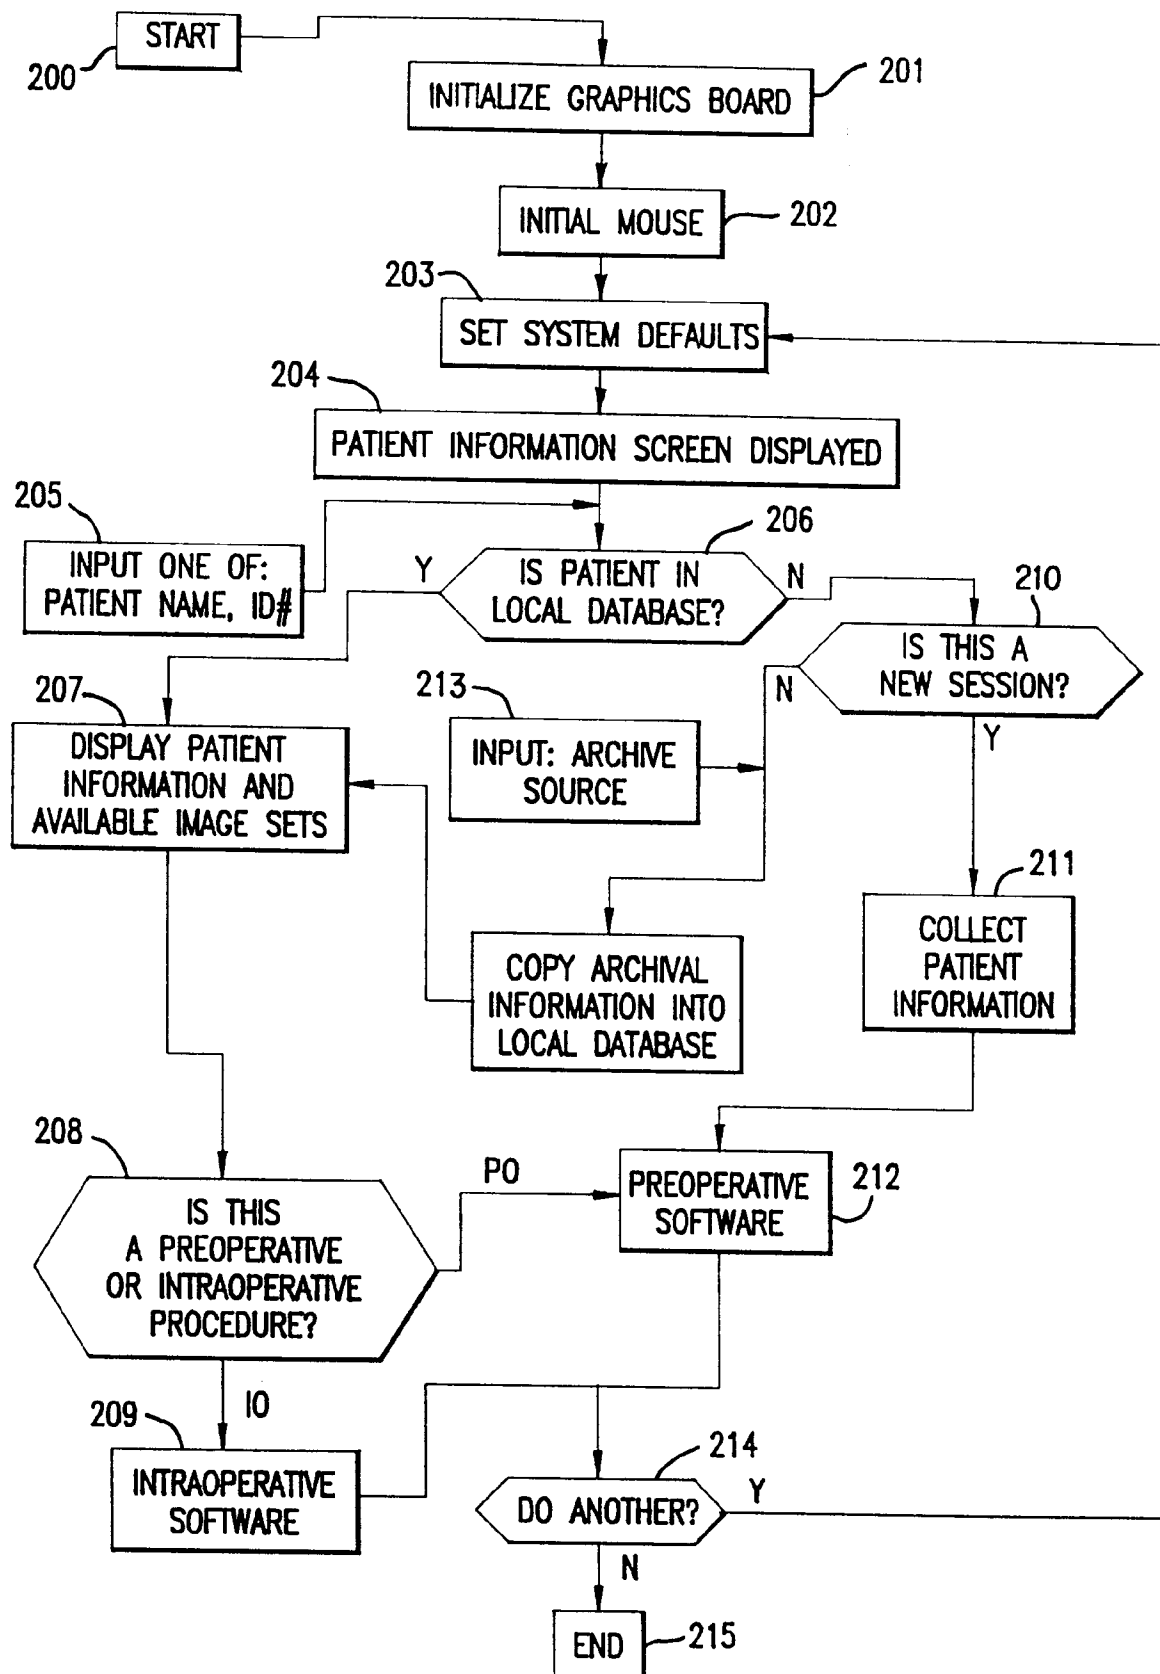 START
200
INITIALIZE GRAPHICS BOARD
201
INITIAL MOUSE
202
203
SET SYSTEM DEFAULTS
204
PATIENT INFORMATION SCREEN DISPLAYED
205
INPUT ONE OF:
PATIENT NAME, ID#
206
Y
IS PATIENT IN
LOCAL DATABASE?
N
210
IS THIS A
NEW SESSION?
N
Y
207
DISPLAY PATIENT
INFORMATION AND
AVAILABLE IMAGE SETS
213
INPUT: ARCHIVE
SOURCE
211
COLLECT
PATIENT
INFORMATION
COPY ARCHIVAL
INFORMATION INTO
LOCAL DATABASE
208
IS THIS
A PREOPERATIVE
OR INTRAOPERATIVE
PROCEDURE?
PO
PREOPERATIVE
SOFTWARE
212
IO
209
INTRAOPERATIVE
SOFTWARE
214
DO ANOTHER?
Y
N
END
215